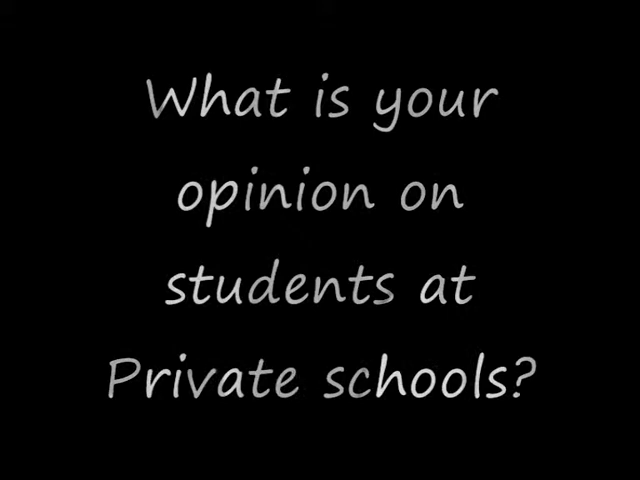 What is your
opinion on
students at
Private schools?